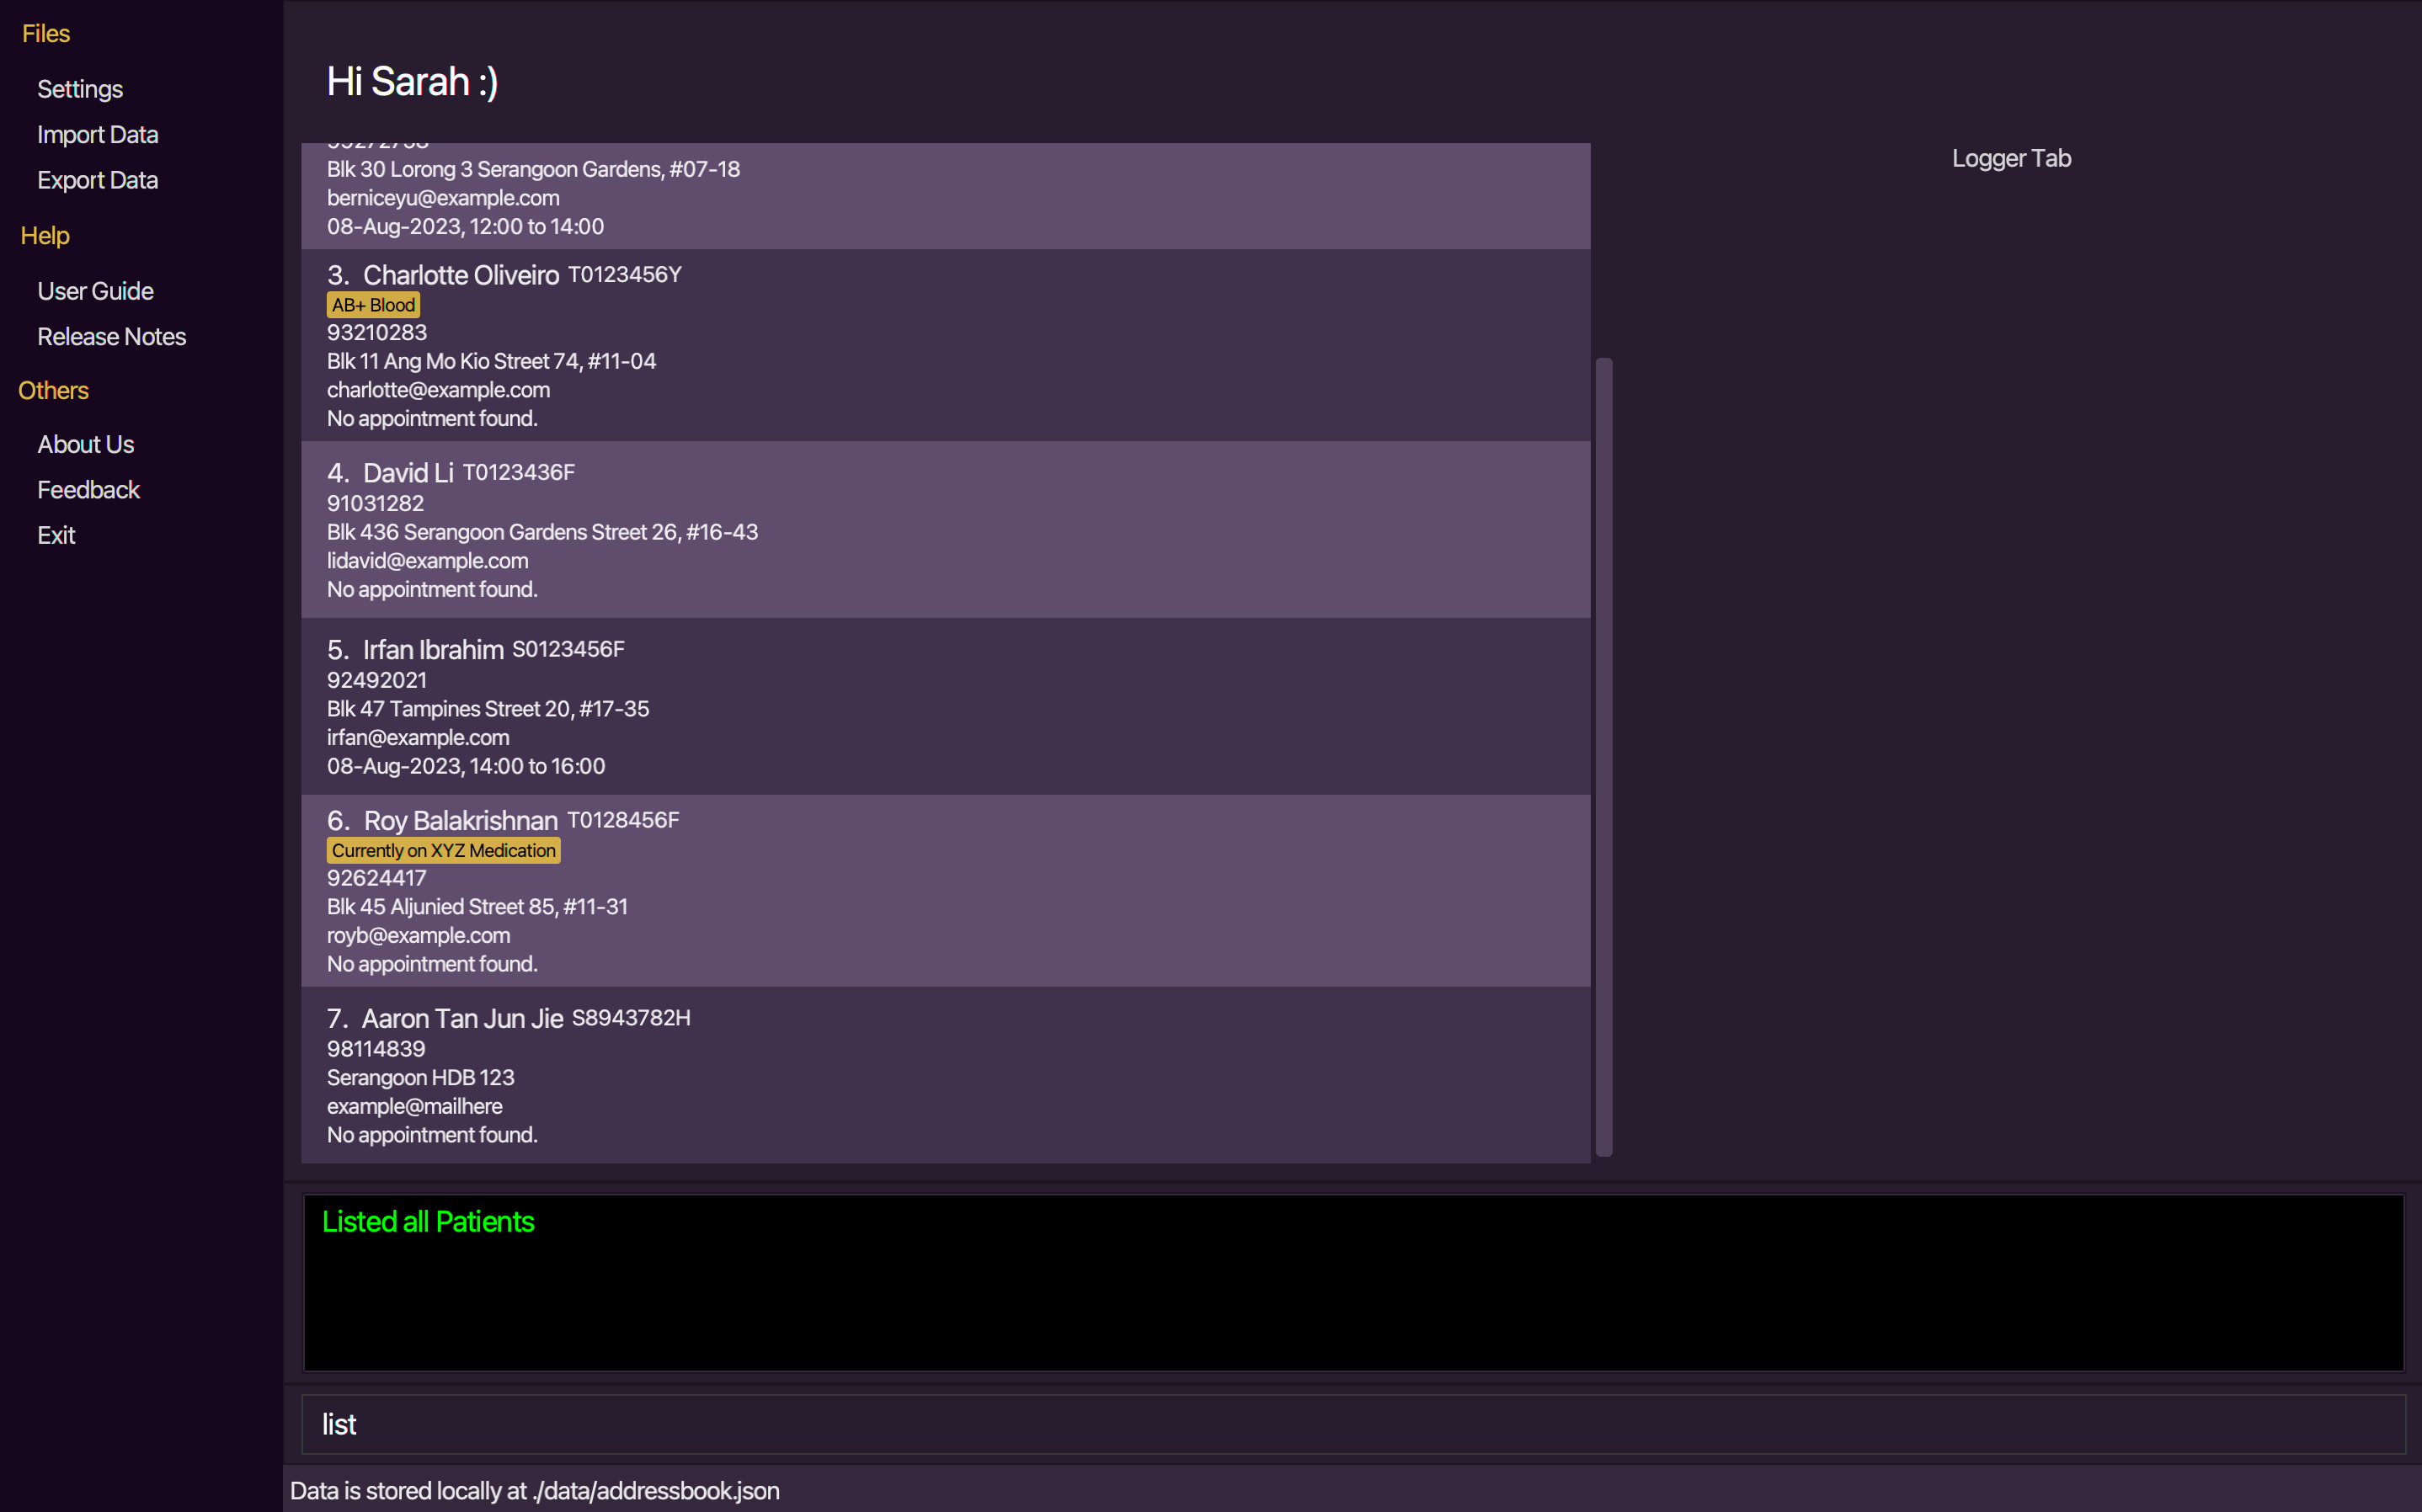 Files
Settings
Import Data
Export Data
Help
User Guide
Release Notes
Others
About Us
Feedback
Exit
Hi Sarah :)
Blk 30 Lorong 3 Serangoon Gardens, #07-18
berniceyu@example.com
08-Aug-2023, 12:00 to 14:00
3. Charlotte Oliveiro T0123456Y
AB+ Blood
93210283
Blk 11 Ang Mo Kio Street 74, #11-04
charlotte@example.com
No appointment found.
4. David Li T0123436F
91031282
Blk 436 Serangoon Gardens Street 26, #16-43
lidavid@example.com
No appointment found.
5. Irfan Ibrahim S0123456F
92492021
Blk 47 Tampines Street 20, #17-35
irfan@example.com
08-Aug-2023, 14:00 to 16:00
6. Roy Balakrishnan T0128456F
Currently on XYZ Medication
92624417
Blk 45 Aljunied Street 85, #11-31
royb@example.com
No appointment found.
7. Aaron Tan Jun Jie S8943782H
98114839
Serangoon HDB 123
example@mailhere
No appointment found.
Logger Tab
Listed all Patients
list
Data is stored locally at ./data/addressbook.json